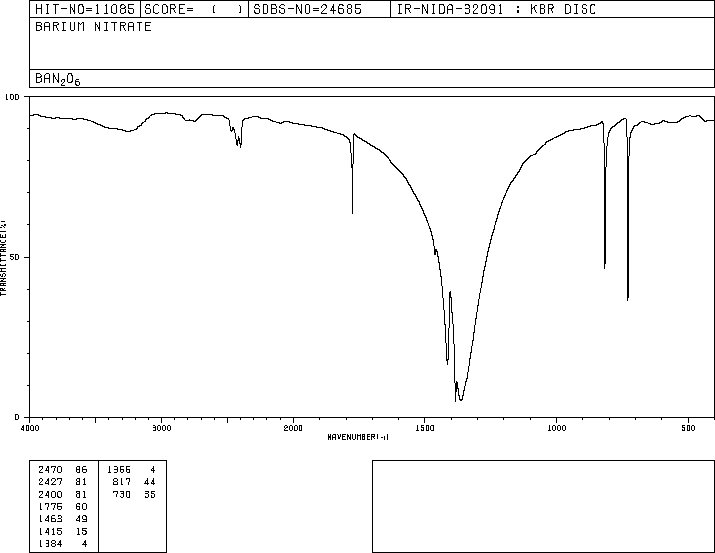 HIT-NO=11085 SCORE= ( ) SDBS-NO=24685 IR-NIDA-32091 : KBR DISC
BARIUM NITRATE
BAN2O6
100
50
0
TRANSMITTANCE(%)
4000 3000 2000 1500 1000 500
WAVENUMBER(-1)
2470 86 1366 4
2427 81 817 44
2400 81 730 35
1776 60
1463 49
1415 15
1384 4